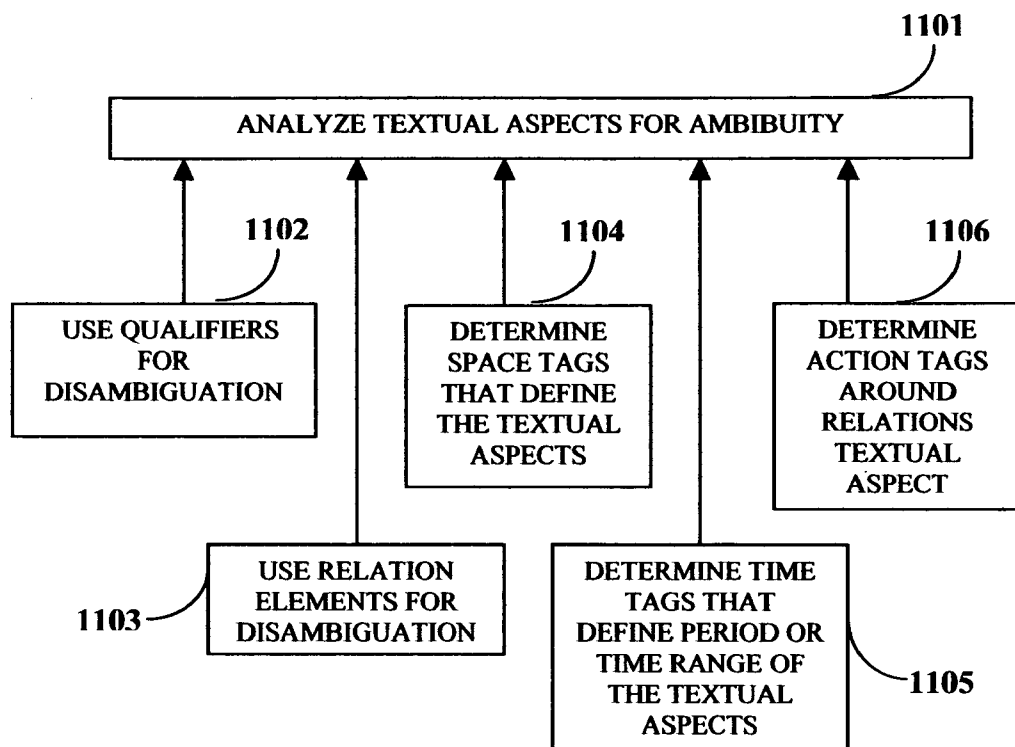 1101
ANALYZE TEXTUAL ASPECTS FOR AMBIBUITY
1102
USE QUALIFIERS
FOR
DISAMBIGUATION
1104
DETERMINE
SPACE TAGS
THAT DEFINE
THE TEXTUAL
ASPECTS
1106
DETERMINE
ACTION TAGS
AROUND
RELATIONS
TEXTUAL
ASPECT
1103
USE RELATION
ELEMENTS FOR
DISAMBIGUATION
DETERMINE TIME
TAGS THAT
DEFINE PERIOD OR
TIME RANGE OF
THE TEXTUAL
ASPECTS
1105